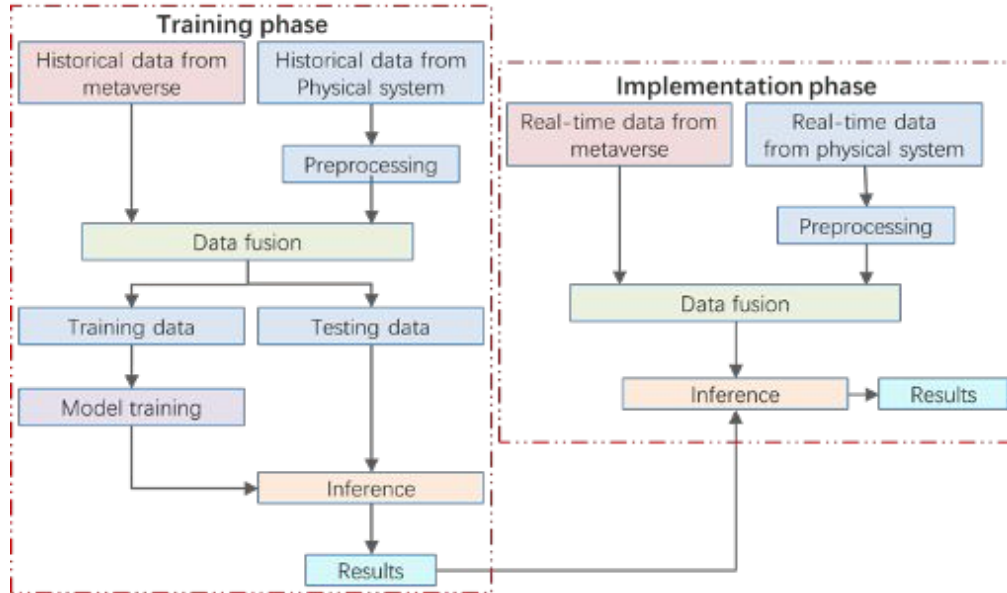 Training phase
Historical data from
metaverse
Historical data from
Physical system
Preprocessing
Data fusion
Training data
Testing data
Model training
Inference
Results
Implementation phase
Real-time data from
metaverse
Real-time data
from physical system
Preprocessing
Data fusion
Inference
Results